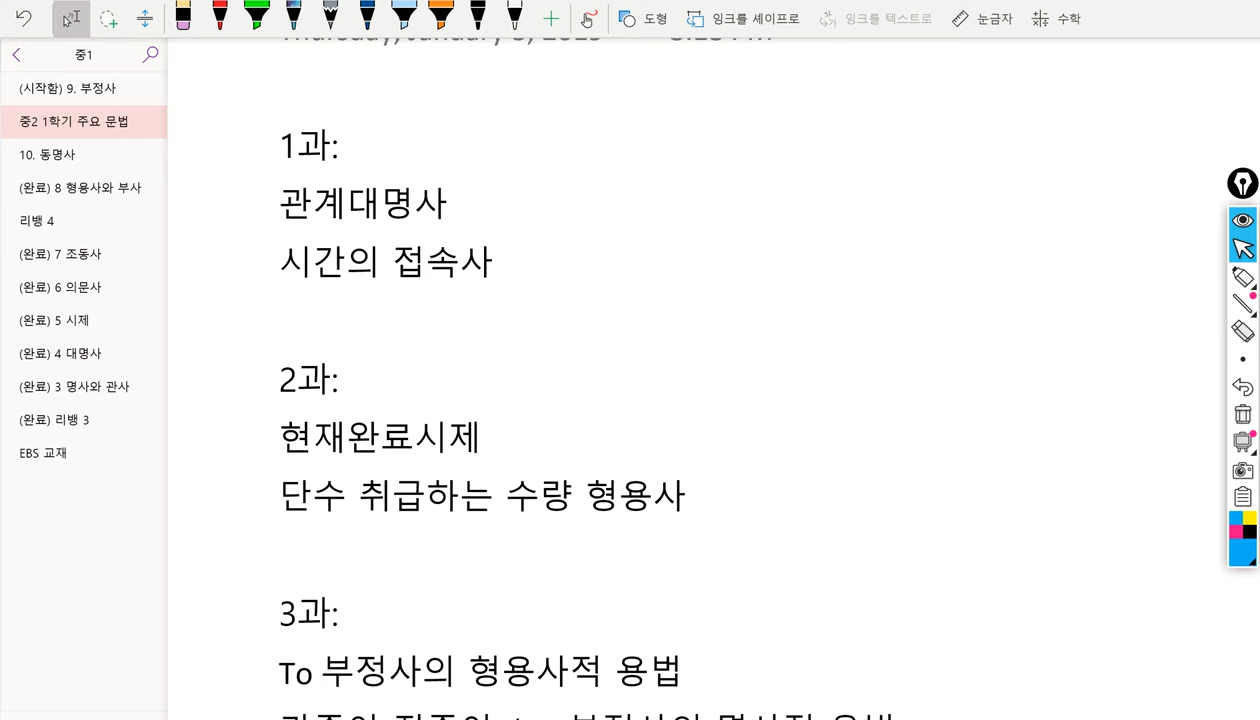 도형
잉크를 셰이프로
잉크를 텍스트로
눈금자
수학
중1
(시작함) 9. 부정사
중2 1학기 주요 문법
10. 동명사
(완료) 8 형용사와 부사
리뱅 4
(완료) 7 조동사
(완료) 6 의문사
(완료) 5 시제
(완료) 4 대명사
(완료) 3 명사와 관사
(완료) 리뱅 3
EBS 교재
1과:
관계대명사
시간의 접속사
2과:
현재완료시제
단수 취급하는 수량 형용사
3과:
To 부정사의 형용사적 용법